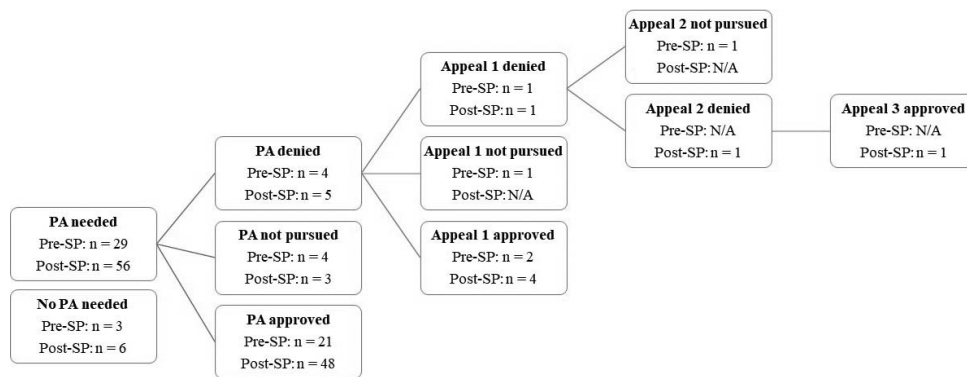 Appeal 2 not pursued
Pre-SP: n = 1
Post-SP: N/A
Appeal 1 denied
Pre-SP: n = 1
Post-SP: n = 1
Appeal 2 denied
Pre-SP: N/A
Post-SP: n = 1
Appeal 3 approved
Pre-SP: N/A
Post-SP: n = 1
PA denied
Pre-SP: n = 4
Post-SP: n = 5
Appeal 1 not pursued
Pre-SP: n = 1
Post-SP: N/A
PA needed
Pre-SP: n = 29
Post-SP: n = 56
PA not pursued
Pre-SP: n = 4
Post-SP: n = 3
Appeal 1 approved
Pre-SP: n = 2
Post-SP: n = 4
No PA needed
Pre-SP: n = 3
Post-SP: n = 6
PA approved
Pre-SP: n = 21
Post-SP: n = 48